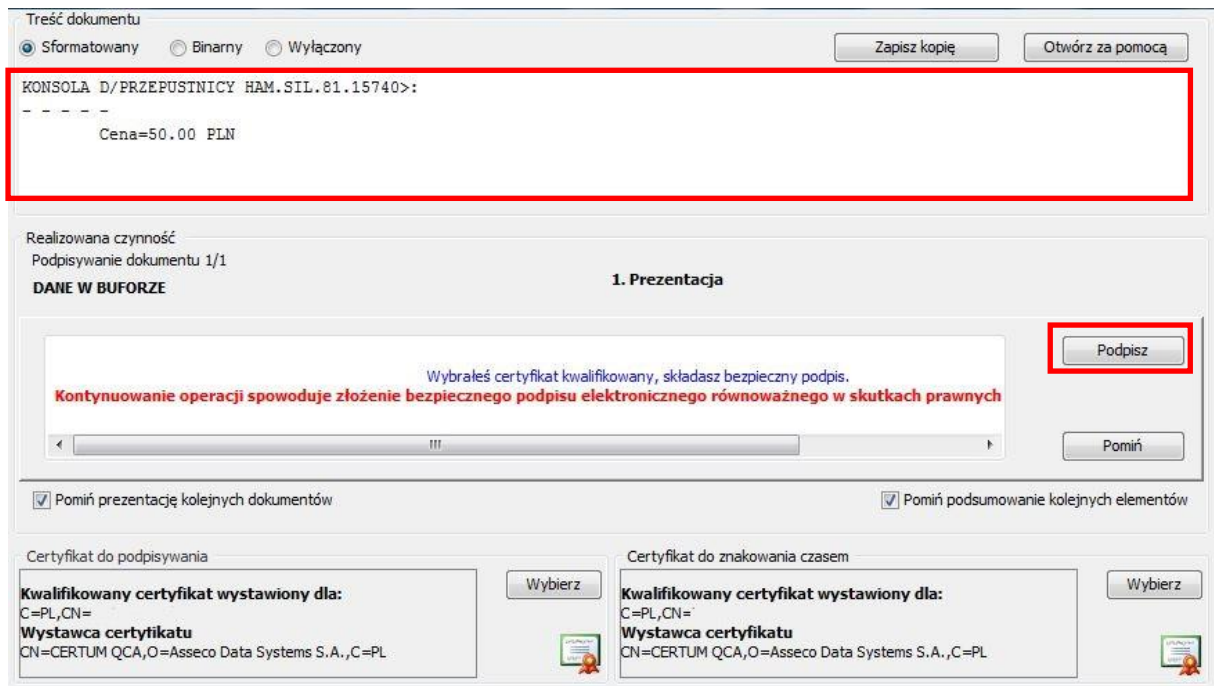 Treść dokumentu
Sformatowany Binarny Wyłączony Zapisz kopię Otwórz za pomocą
KONSOLA D/PRZEPUSTNICY HAM.SIL.81.15740>:
- - - - -
Cena=50.00 PLN
Realizowana czynność
Podpisywanie dokumentu 1/1
DANE W BUFORZE
1. Prezentacja
Podpisz
Wybrałeś certyfikat kwalifikowany, składasz bezpieczny podpis.
Kontynuowanie operacji spowoduje złożenie bezpiecznego podpisu elektronicznego równoważnego w skutkach prawnych
Pomiń
Pomiń prezentację kolejnych dokumentów Pomiń podsumowanie kolejnych elementów
Certyfikat do podpisywania
Wybierz
Kwalifikowany certyfikat wystawiony dla:
C=PL,CN=
Wystawca certyfikatu
CN=CERTUM QCA,O=Asseco Data Systems S.A.,C=PL
Certyfikat do znakowania czasem
Wybierz
Kwalifikowany certyfikat wystawiony dla:
C=PL,CN=
Wystawca certyfikatu
CN=CERTUM QCA,O=Asseco Data Systems S.A.,C=PL